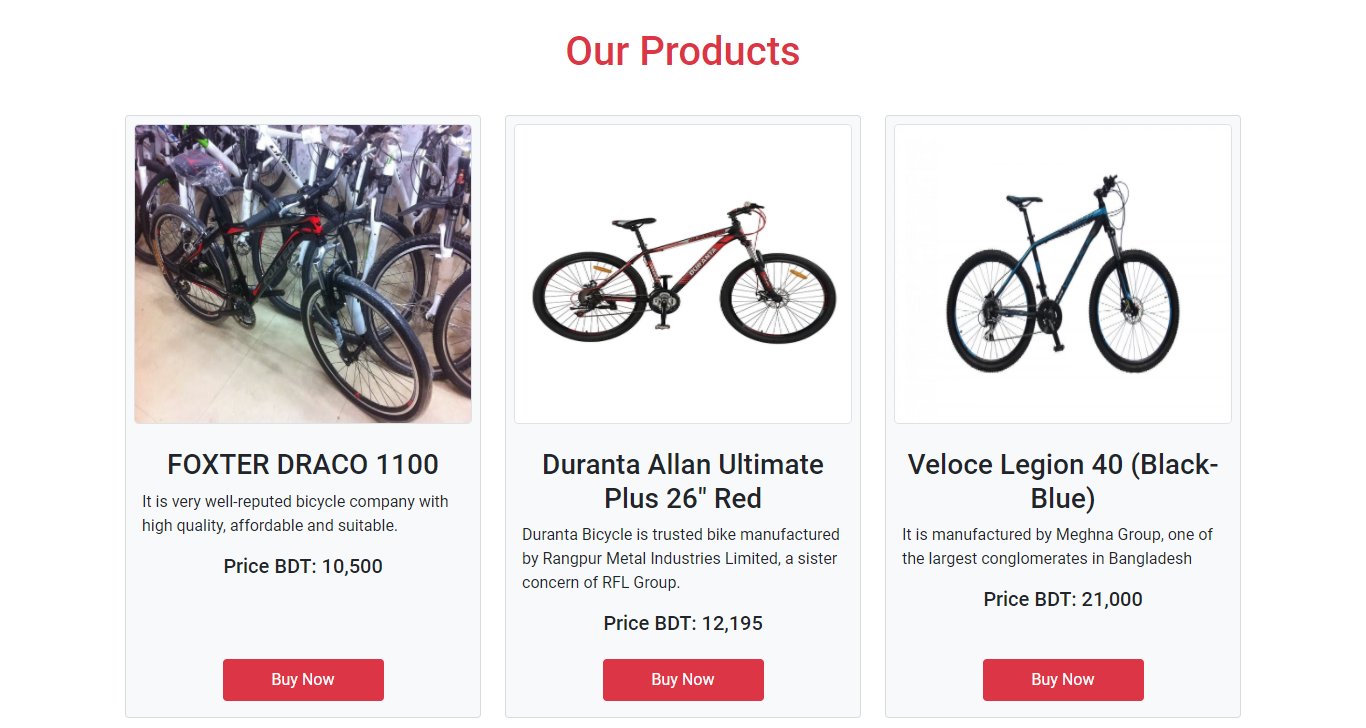 Our Products
FOXTER DRACO 1100
It is very well-reputed bicycle company with
high quality, affordable and suitable.
Price BDT: 10,500
Buy Now
DURANTA
Duranta Allan Ultimate
Plus 26" Red
Duranta Bicycle is trusted bike manufactured
by Rangpur Metal Industries Limited, a sister
concern of RFL Group.
Price BDT: 12,195
Buy Now
Veloce Legion 40 (Black-
Blue)
It is manufactured by Meghna Group, one of
the largest conglomerates in Bangladesh
Price BDT: 21,000
Buy Now